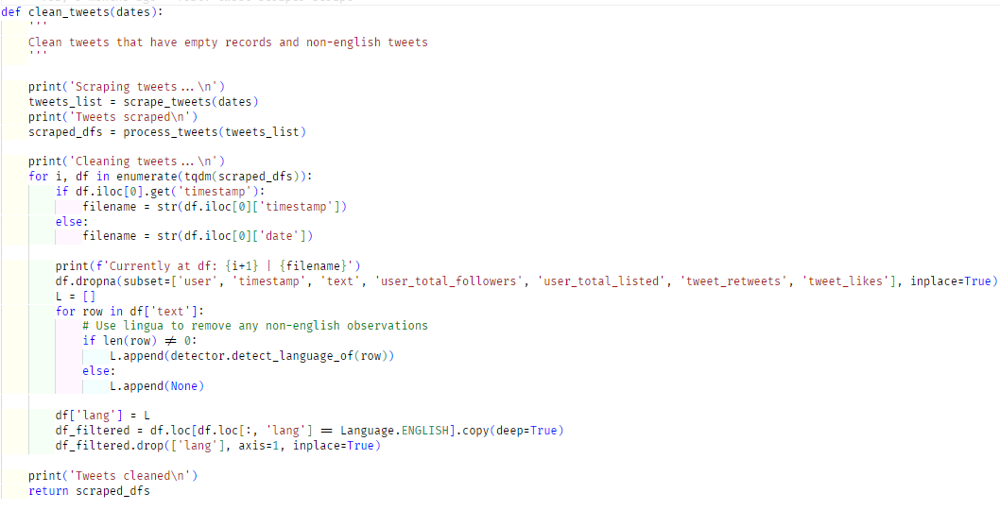 def clean_tweets(dates):
    '''
    Clean tweets that have empty records and non-english tweets
    '''
    print('Scraping tweets...\n')
    tweets_list = scrape_tweets(dates)
    print('Tweets scraped\n')
    scraped_dfs = process_tweets(tweets_list)
    print('Cleaning tweets...\n')
    for i, df in enumerate(tqdm(scraped_dfs)):
        if df.iloc[0].get('timestamp'):
            filename = str(df.iloc[0]['timestamp'])
        else:
            filename = str(df.iloc[0]['date'])
        print(f'Currently at df: {i+1} | {filename}')
        df.dropna(subset=['user', 'timestamp', 'text', 'user_total_followers', 'user_total_listed', 'tweet_retweets', 'tweet_likes'], inplace=True)
        L = []
        for row in df['text']:
            # Use lingua to remove any non-english observations
            if len(row) != 0:
                L.append(detector.detect_language_of(row))
            else:
                L.append(None)
        df['lang'] = L
        df_filtered = df.loc[df.loc[:, 'lang'] == Language.ENGLISH].copy(deep=True)
        df_filtered.drop(['lang'], axis=1, inplace=True)
    print('Tweets cleaned\n')
    return scraped_dfs